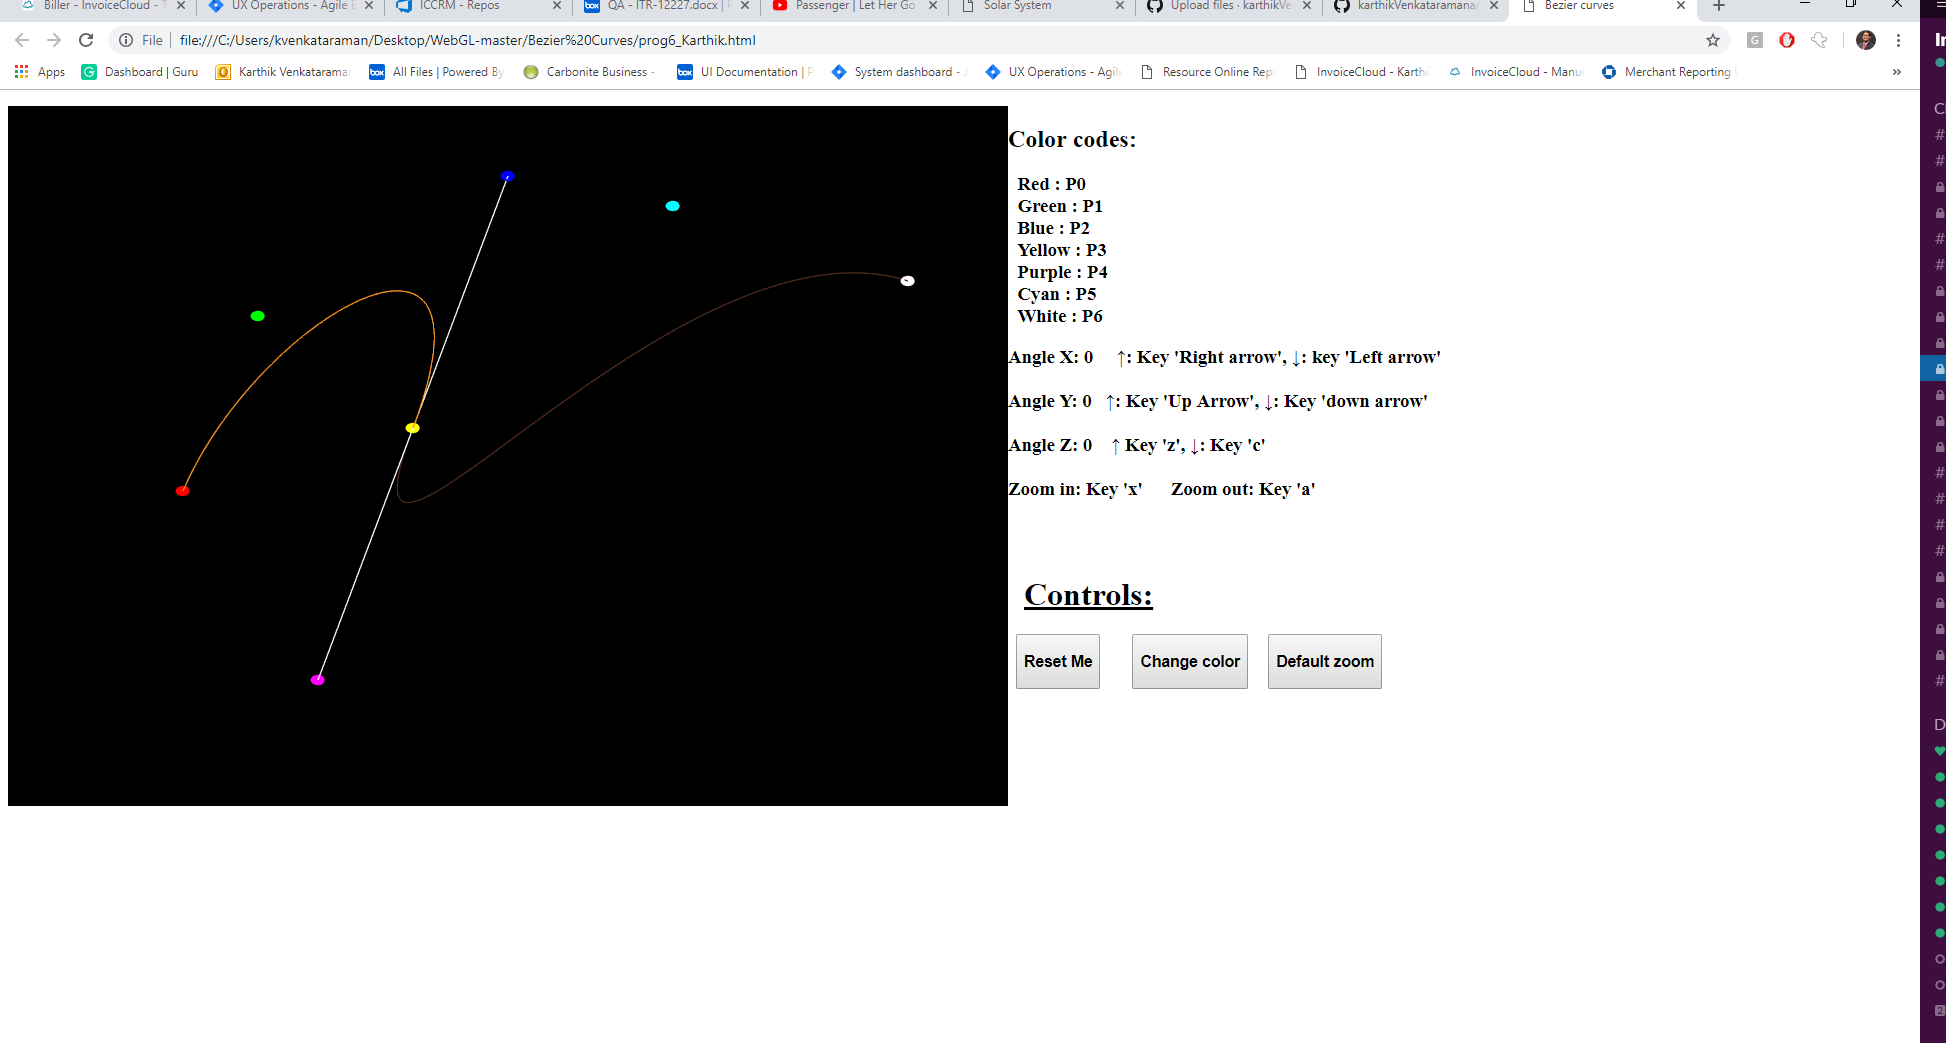 Biller - InvoiceCloud - T
UX Operations - Agile B
ICCRM - Repos
QA - ITR-12227.docx | P
Passenger | Let Her Go
Solar System
Upload files · karthikVe
karthikVenkataramana/
Bezier curves
File
file:///C:/Users/kvenkataraman/Desktop/WebGL-master/Bezier%20Curves/prog6_Karthik.html
Apps
Dashboard | Guru
Karthik Venkataraman
All Files | Powered By
Carbonite Business -
UI Documentation | P
System dashboard - J
UX Operations - Agile
Resource Online Repo
InvoiceCloud - Karthik
InvoiceCloud - Manu
Merchant Reporting
»
Color codes:
Red : P0
Green : P1
Blue : P2
Yellow : P3
Purple : P4
Cyan : P5
White : P6
Angle X: 0 ↑: Key 'Right arrow', ↓: key 'Left arrow'
Angle Y: 0 ↑: Key 'Up Arrow', ↓: Key 'down arrow'
Angle Z: 0 ↑ Key 'z', ↓: Key 'c'
Zoom in: Key 'x' Zoom out: Key 'a'
Controls:
Reset Me
Change color
Default zoom